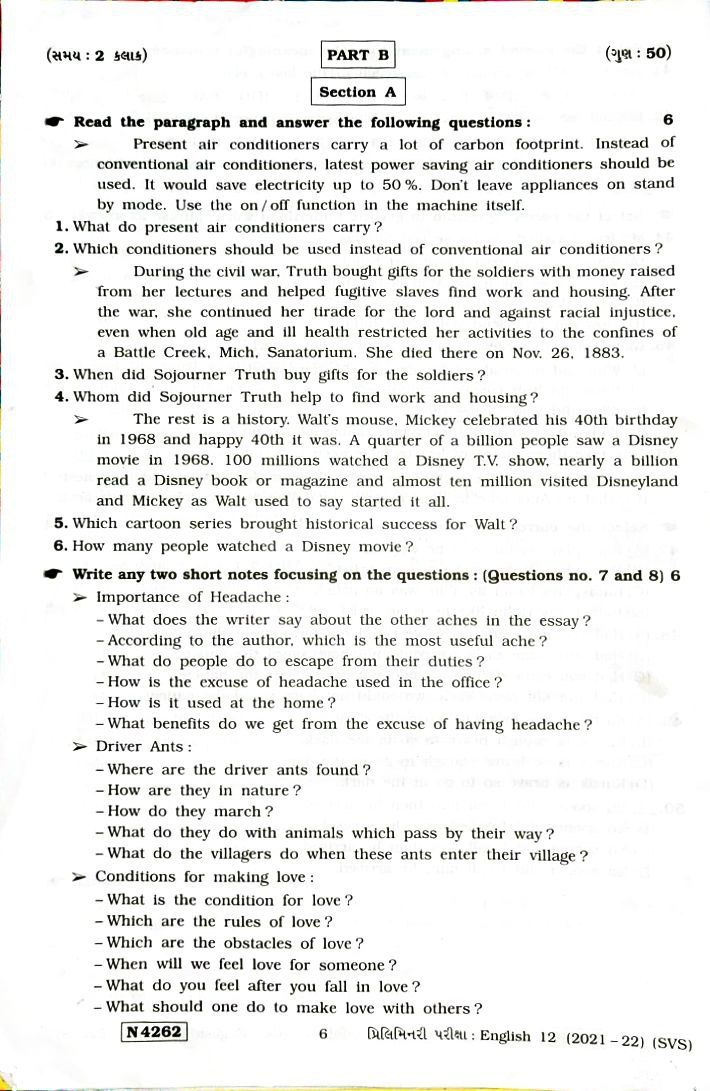 (સમય : 2 કલાક) PART B (ગુણ : 50)
Section A
☛ Read the paragraph and answer the following questions : 6
➢ Present air conditioners carry a lot of carbon footprint. Instead of
conventional air conditioners, latest power saving air conditioners should be
used. It would save electricity up to 50 %. Don't leave appliances on stand
by mode. Use the on / off function in the machine itself.
1. What do present air conditioners carry ?
2. Which conditioners should be used instead of conventional air conditioners ?
➢ During the civil war, Truth bought gifts for the soldiers with money raised
from her lectures and helped fugitive slaves find work and housing. After
the war, she continued her tirade for the lord and against racial injustice,
even when old age and ill health restricted her activities to the confines of
a Battle Creek, Mich, Sanatorium. She died there on Nov. 26, 1883.
3. When did Sojourner Truth buy gifts for the soldiers ?
4. Whom did Sojourner Truth help to find work and housing ?
➢ The rest is a history. Walt's mouse, Mickey celebrated his 40th birthday
in 1968 and happy 40th it was. A quarter of a billion people saw a Disney
movie in 1968. 100 millions watched a Disney T.V. show, nearly a billion
read a Disney book or magazine and almost ten million visited Disneyland
and Mickey as Walt used to say started it all.
5. Which cartoon series brought historical success for Walt ?
6. How many people watched a Disney movie ?
☛ Write any two short notes focusing on the questions : (Questions no. 7 and 8) 6
➢ Importance of Headache :
– What does the writer say about the other aches in the essay ?
– According to the author, which is the most useful ache ?
– What do people do to escape from their duties ?
– How is the excuse of headache used in the office ?
– How is it used at the home ?
– What benefits do we get from the excuse of having headache ?
➢ Driver Ants :
– Where are the driver ants found ?
– How are they in nature ?
– How do they march ?
– What do they do with animals which pass by their way ?
– What do the villagers do when these ants enter their village ?
➢ Conditions for making love :
– What is the condition for love ?
– Which are the rules of love ?
– Which are the obstacles of love ?
– When will we feel love for someone ?
– What do you feel after you fall in love ?
– What should one do to make love with others ?
N 4262 6 પ્રિલિમિનરી પરીક્ષા : English 12 (2021 – 22) (SVS)